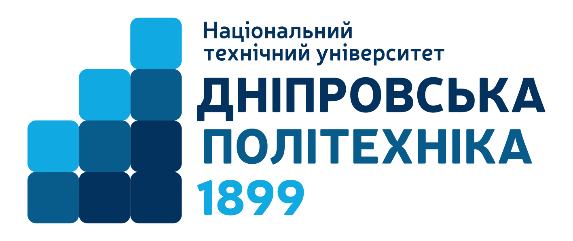 Національний
технічний університет
ДНІПРОВСЬКА
ПОЛІТЕХНІКА
1899